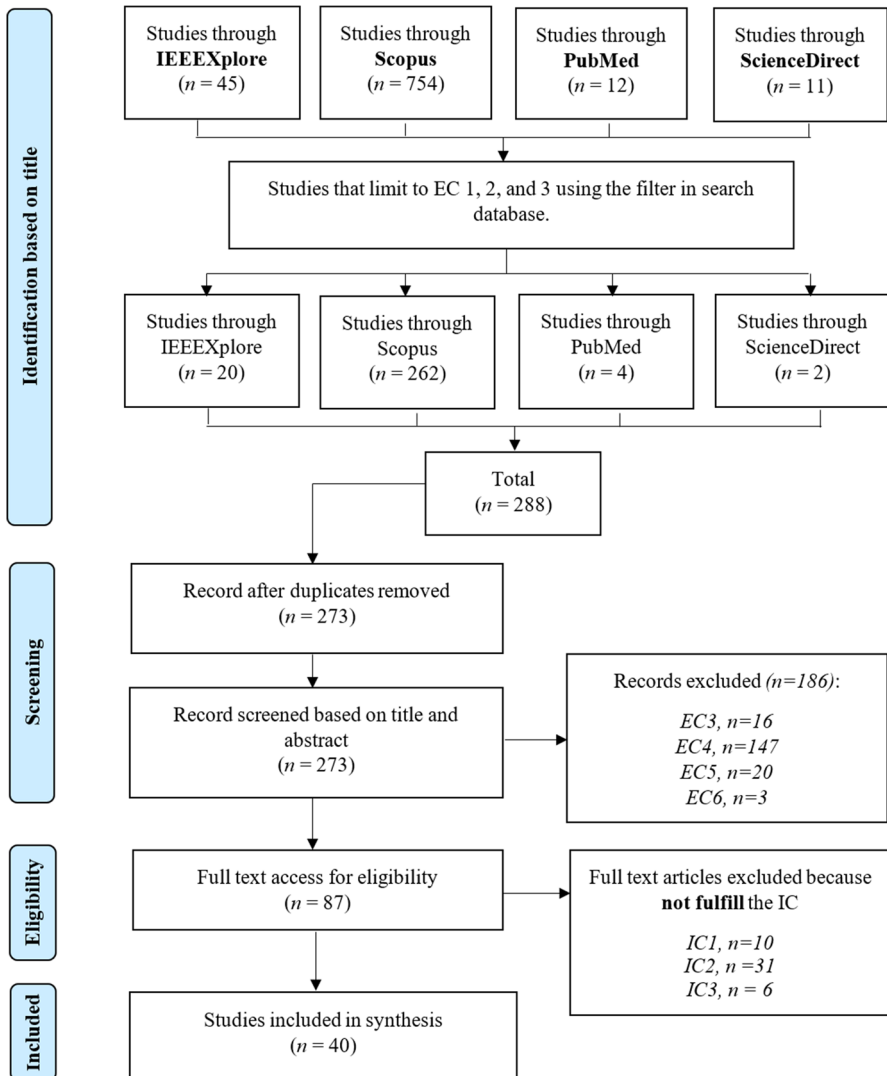 Identification based on title
Studies through
IEEEXplore
(n = 45)
Studies through
Scopus
(n = 754)
Studies through
PubMed
(n = 12)
Studies through
ScienceDirect
(n = 11)
Studies that limit to EC 1, 2, and 3 using the filter in search
database.
Studies through
IEEEXplore
(n = 20)
Studies through
Scopus
(n = 262)
Studies through
PubMed
(n = 4)
Studies through
ScienceDirect
(n = 2)
Total
(n = 288)
Screening
Record after duplicates removed
(n = 273)
Record screened based on title and
abstract
(n = 273)
Records excluded (n=186):
EC3, n=16
EC4, n=147
EC5, n=20
EC6, n=3
Eligibility
Full text access for eligibility
(n = 87)
Full text articles excluded because
not fulfill the IC
IC1, n=10
IC2, n =31
IC3, n = 6
Included
Studies included in synthesis
(n = 40)